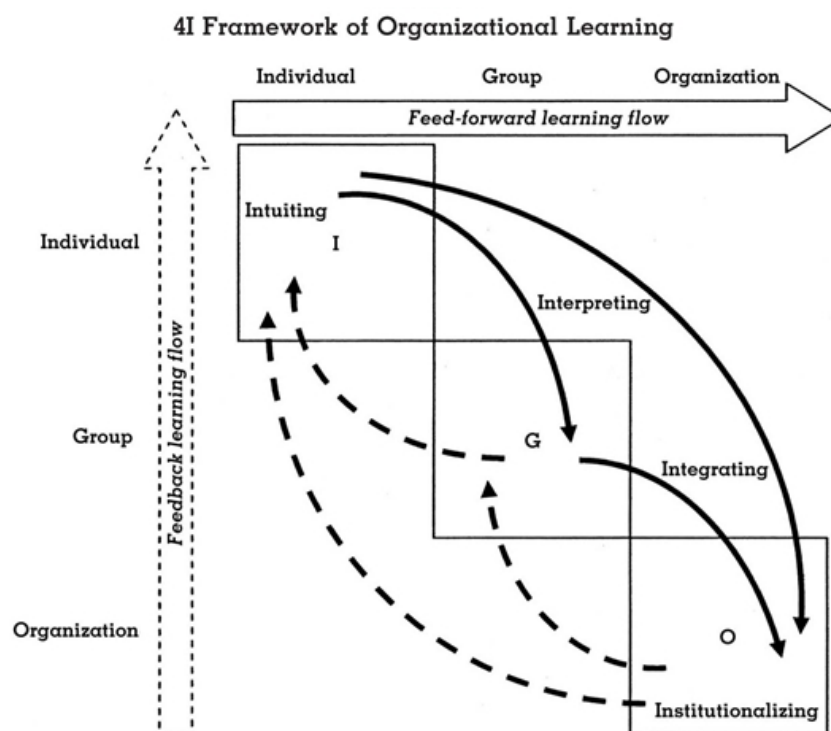 4I Framework of Organizational Learning
Individual Group Organization
Feed-forward learning flow
Individual
Group
Organization
Feedback learning flow
Intuiting
I
Interpreting
G
Integrating
O
Institutionalizing